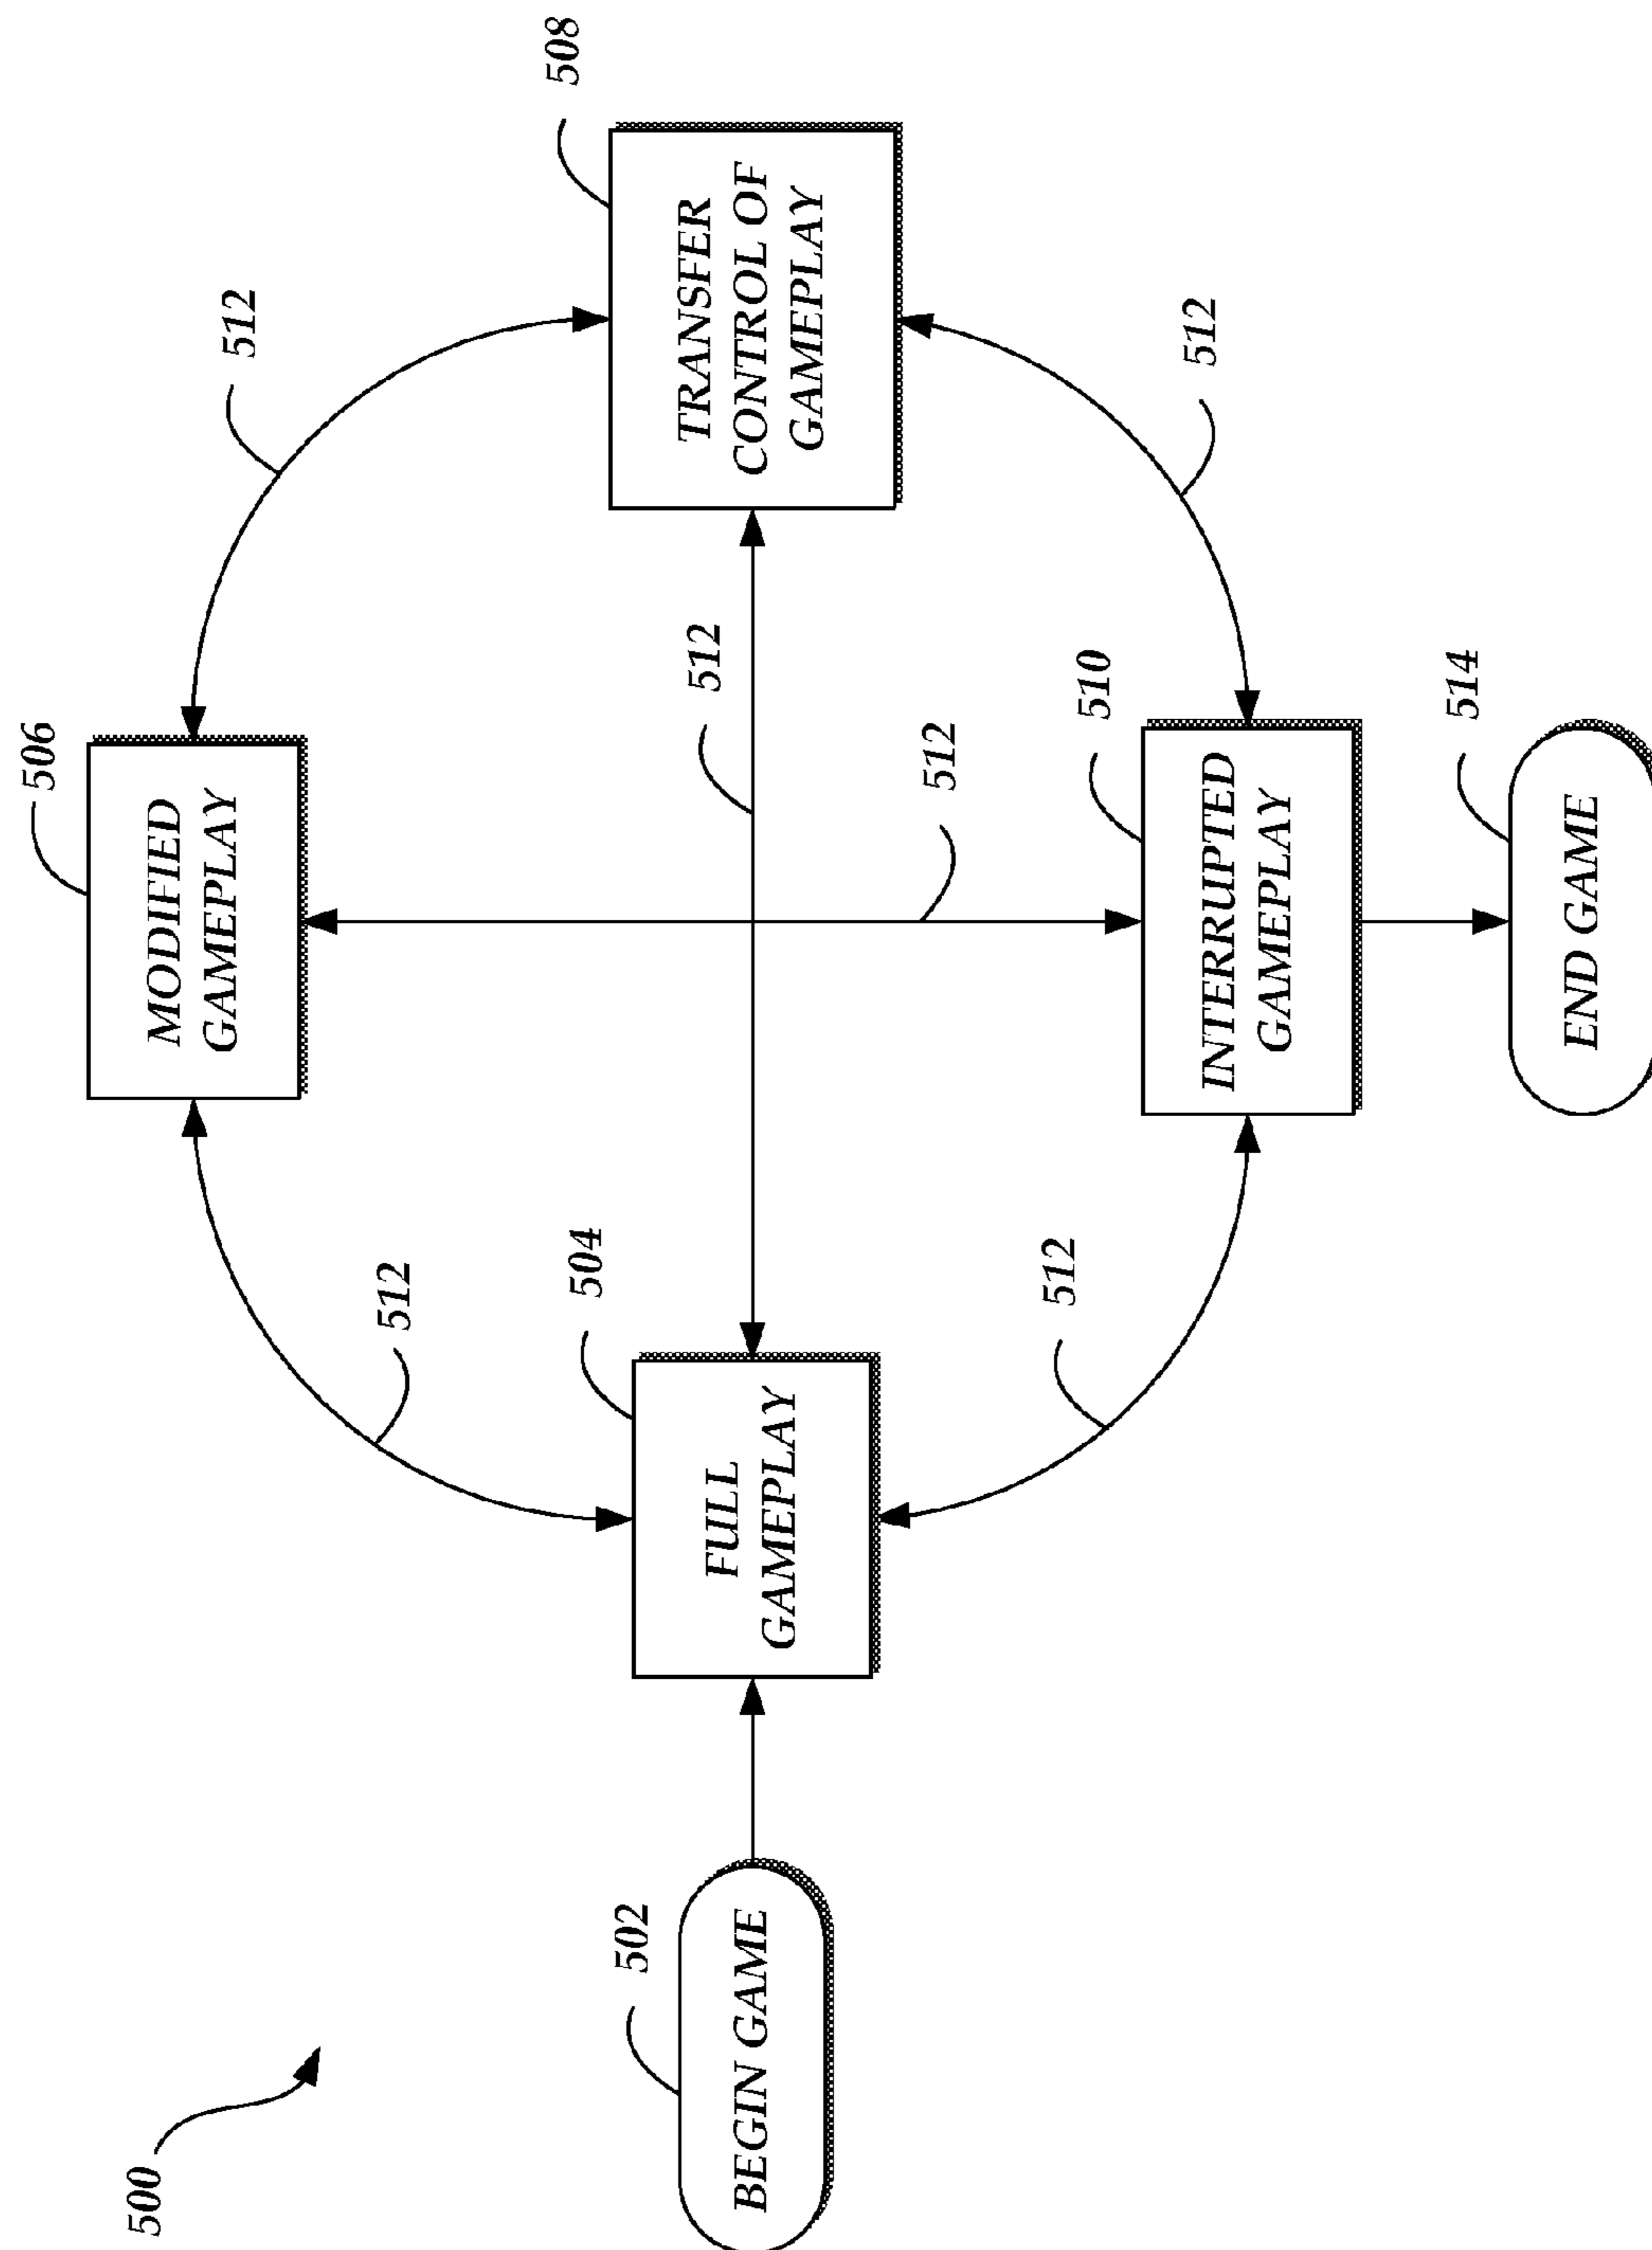 500
502
BEGIN GAME
504
FULL
GAMEPLAY
512
506
MODIFIED
GAMEPLAY
512
512
512
508
TRANSFER
CONTROL OF
GAMEPLAY
512
512
510
INTERRUPTED
GAMEPLAY
514
END GAME